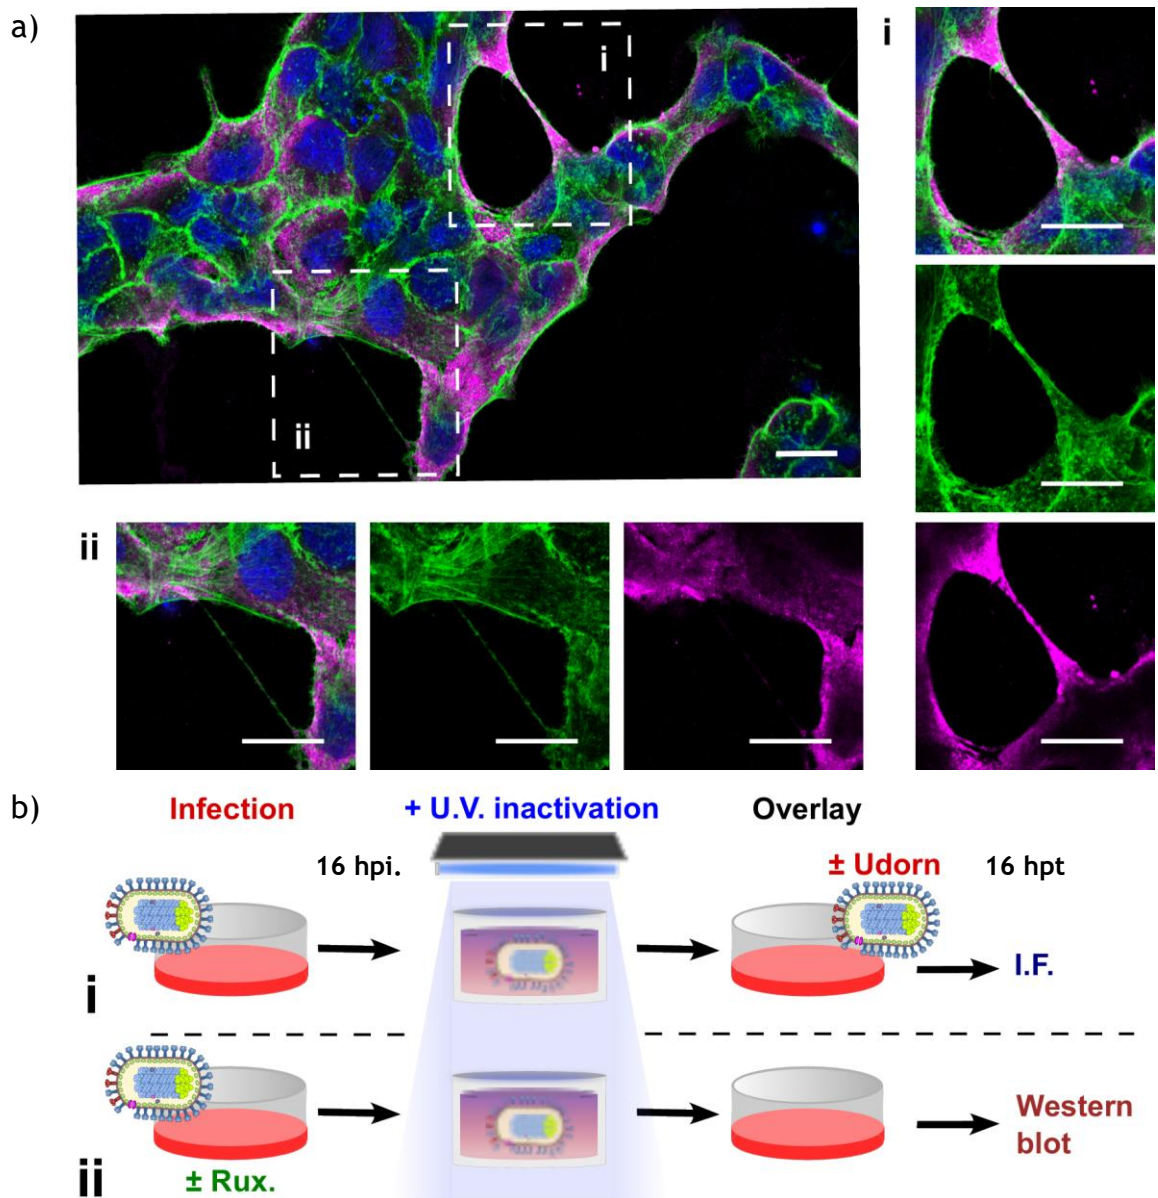 a)
i
ii
i
ii
b)
Infection
+ U.V. inactivation
Overlay
16 hpi.
± Udorn
16 hpt
I.F.
i
Western
blot
± Rux.
ii